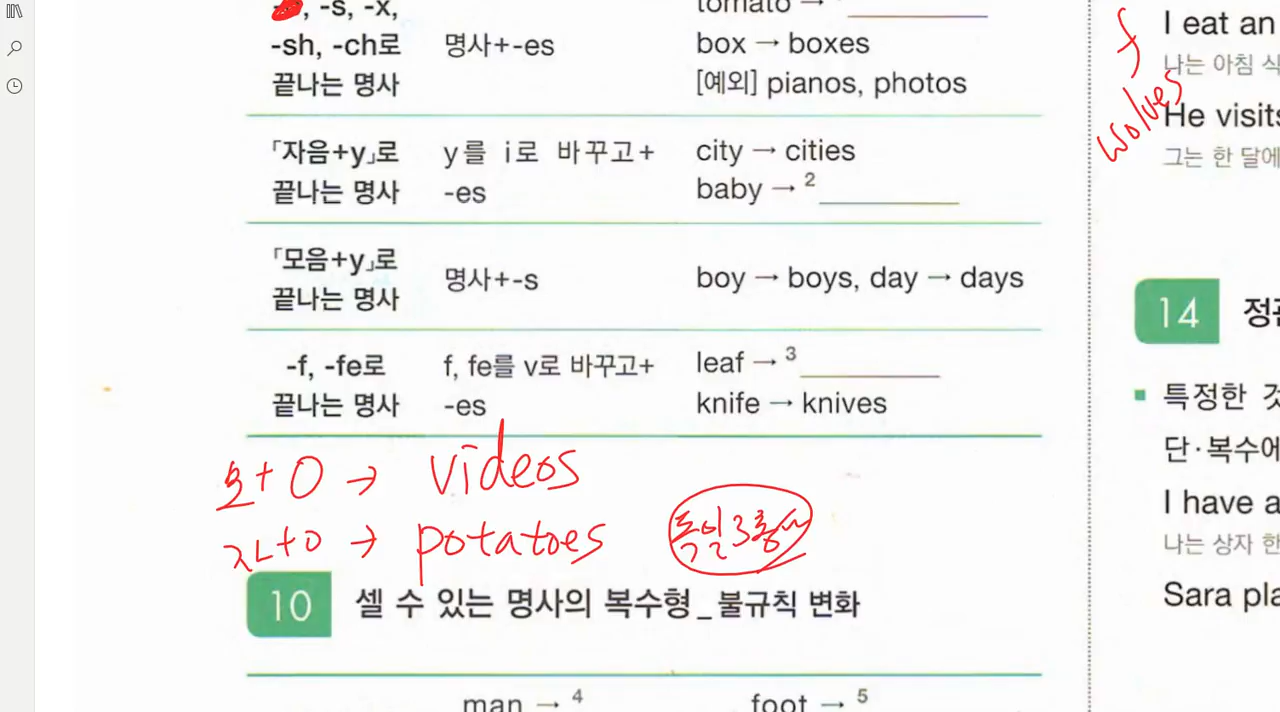 , -s, -x,
tomato →
-sh, -ch로 명사+-es box → boxes
끝나는 명사 [예외] pianos, photos
「자음+y」로 y를 i로 바꾸고+ city → cities
끝나는 명사 -es baby → 2
「모음+y」로
끝나는 명사 명사+-s boy → boys, day → days
-f, -fe로 f, fe를 v로 바꾸고+ leaf → 3
끝나는 명사 -es knife → knives
모+o → videos
자+o → potatoes
10 셀 수 있는 명사의 복수형_불규칙 변화
man → 4 foot → 5
f
wolves
I eat an
나는 아침 식
He visits
그는 한 달에
14 정관
특정한 것
단·복수에
I have a
나는 상자 한
Sara pla